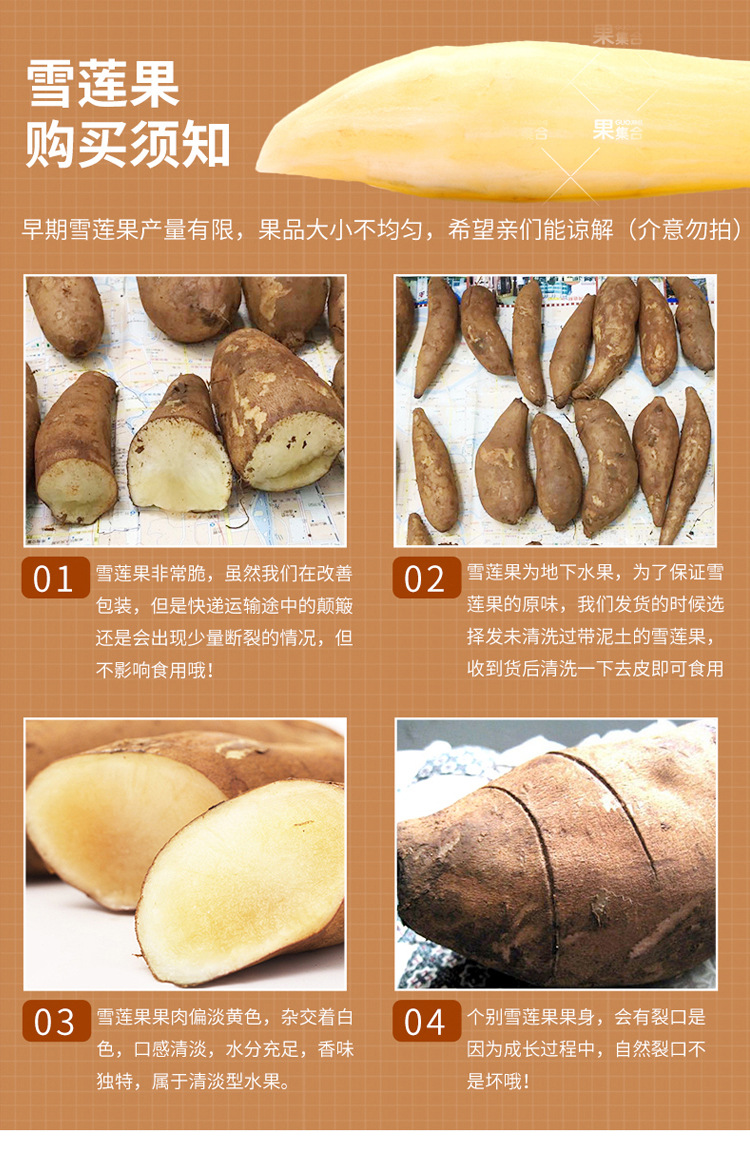 果集合
雪莲果
购买须知
合
果集合
早期雪莲果产量有限，果品大小不均匀，希望亲们能谅解（介意勿拍）
01
雪莲果非常脆，虽然我们在改善
包装，但是快递运输途中的颠簸
还是会出现少量断裂的情况，但
不影响食用哦！
02
雪莲果为地下水果，为了保证雪
莲果的原味，我们发货的时候选
择发未清洗过带泥土的雪莲果，
收到货后清洗一下去皮即可食用
03
雪莲果果肉偏淡黄色，杂交着白
色，口感清淡，水分充足，香味
独特，属于清淡型水果。
04
个别雪莲果果身，会有裂口是
因为成长过程中，自然裂口不
是坏哦！